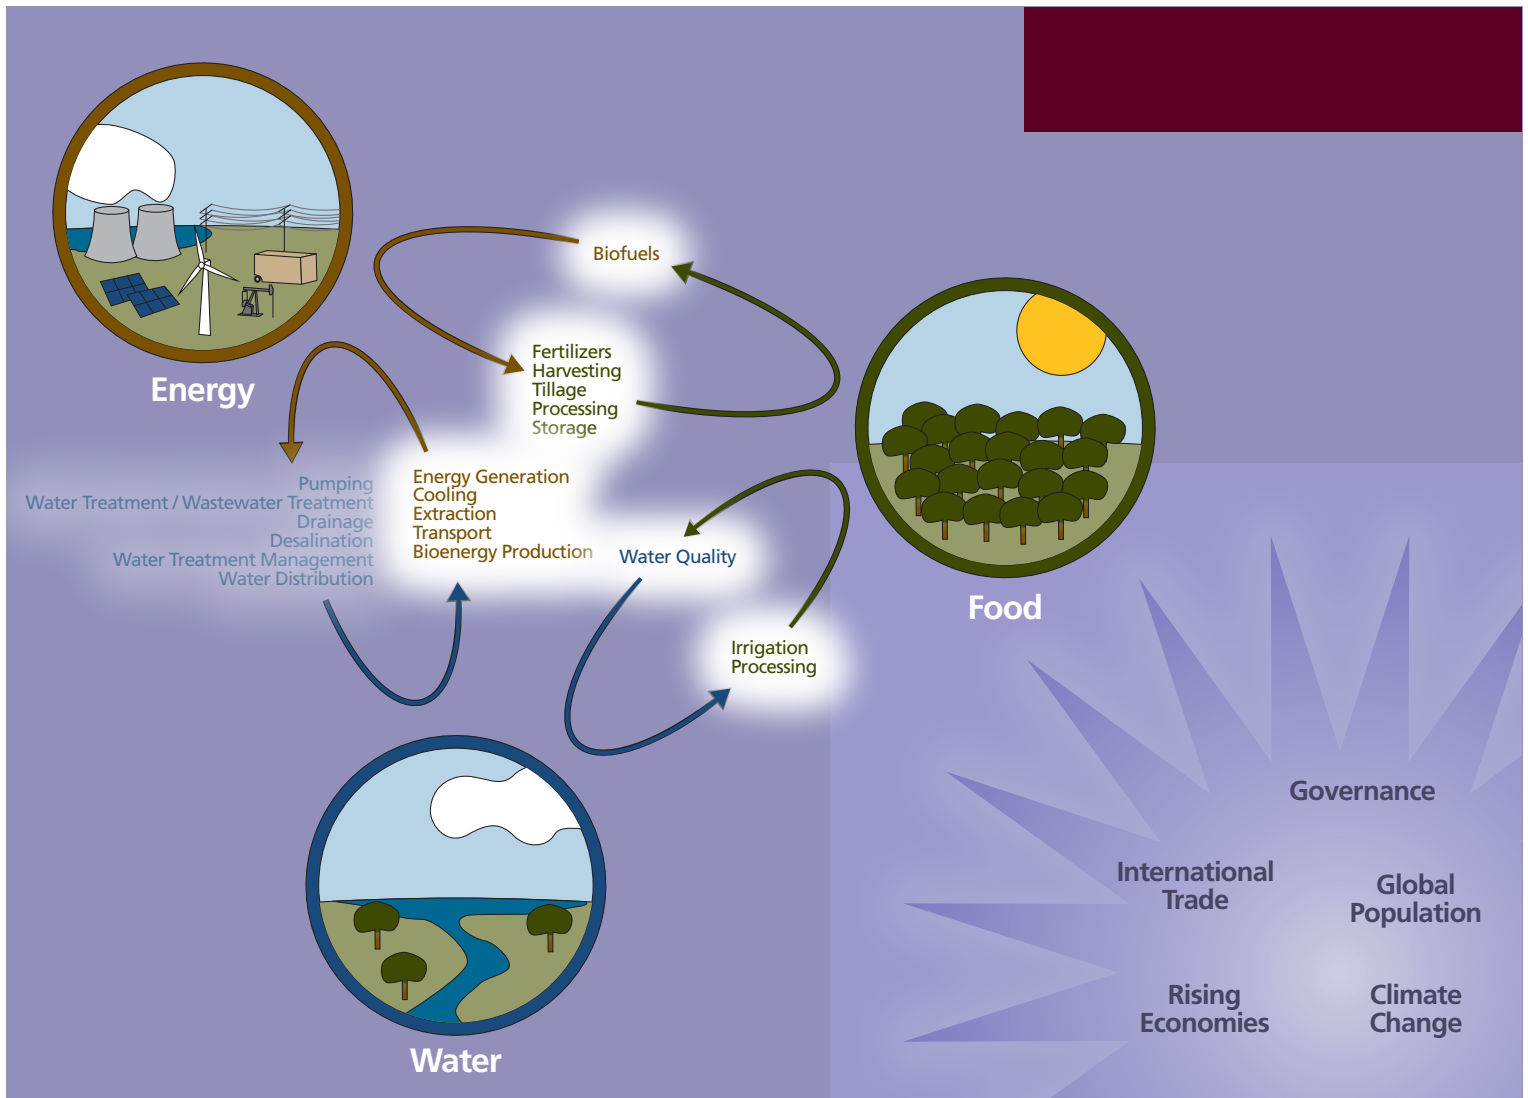 Biofuels
Fertilizers
Harvesting
Tillage
Processing
Storage
Energy
Energy Generation
Cooling
Extraction
Transport
Bioenergy Production
Pumping
Water Treatment / Wastewater Treatment
Drainage
Desalination
Water Treatment Management
Water Distribution
Water Quality
Food
Irrigation
Processing
Water
Governance
International
Trade
Global
Population
Rising
Economies
Climate
Change